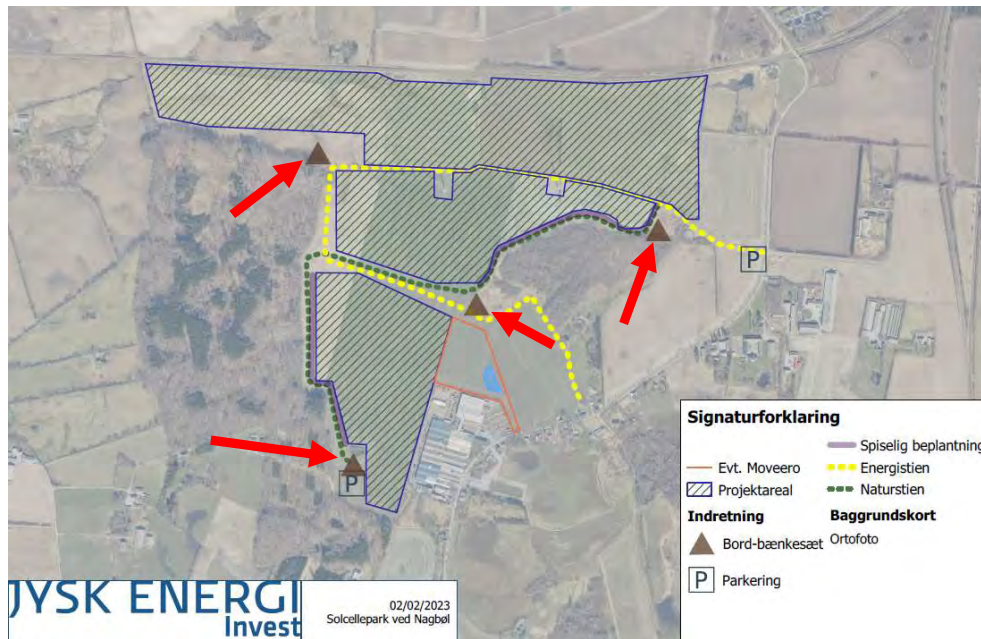 P
P
Signaturforklaring
Spiselig beplantning
Evt. Moveero
Energistien
Projektareal
Naturstien
Indretning
Baggrundskort
Bord-bænkesæt
Ortofoto
P Parkering
JYSK ENERGI
Invest
02/02/2023
Solcellepark ved Nagbøl